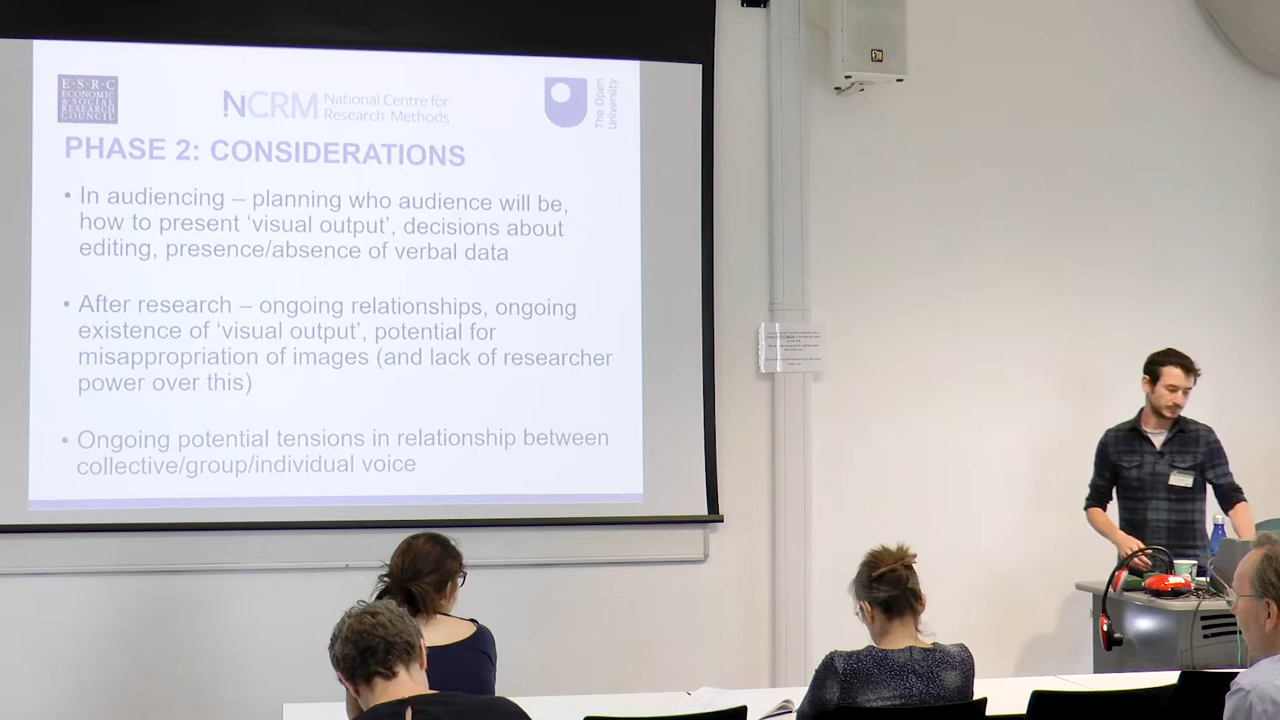 E·S·R·C
ECONOMIC
& SOCIAL
RESEARCH
COUNCIL
NCRM National Centre for
Research Methods
The Open
University
PHASE 2: CONSIDERATIONS
• In audiencing – planning who audience will be,
how to present ‘visual output’, decisions about
editing, presence/absence of verbal data
• After research – ongoing relationships, ongoing
existence of ‘visual output’, potential for
misappropriation of images (and lack of researcher
power over this)
• Ongoing potential tensions in relationship between
collective/group/individual voice